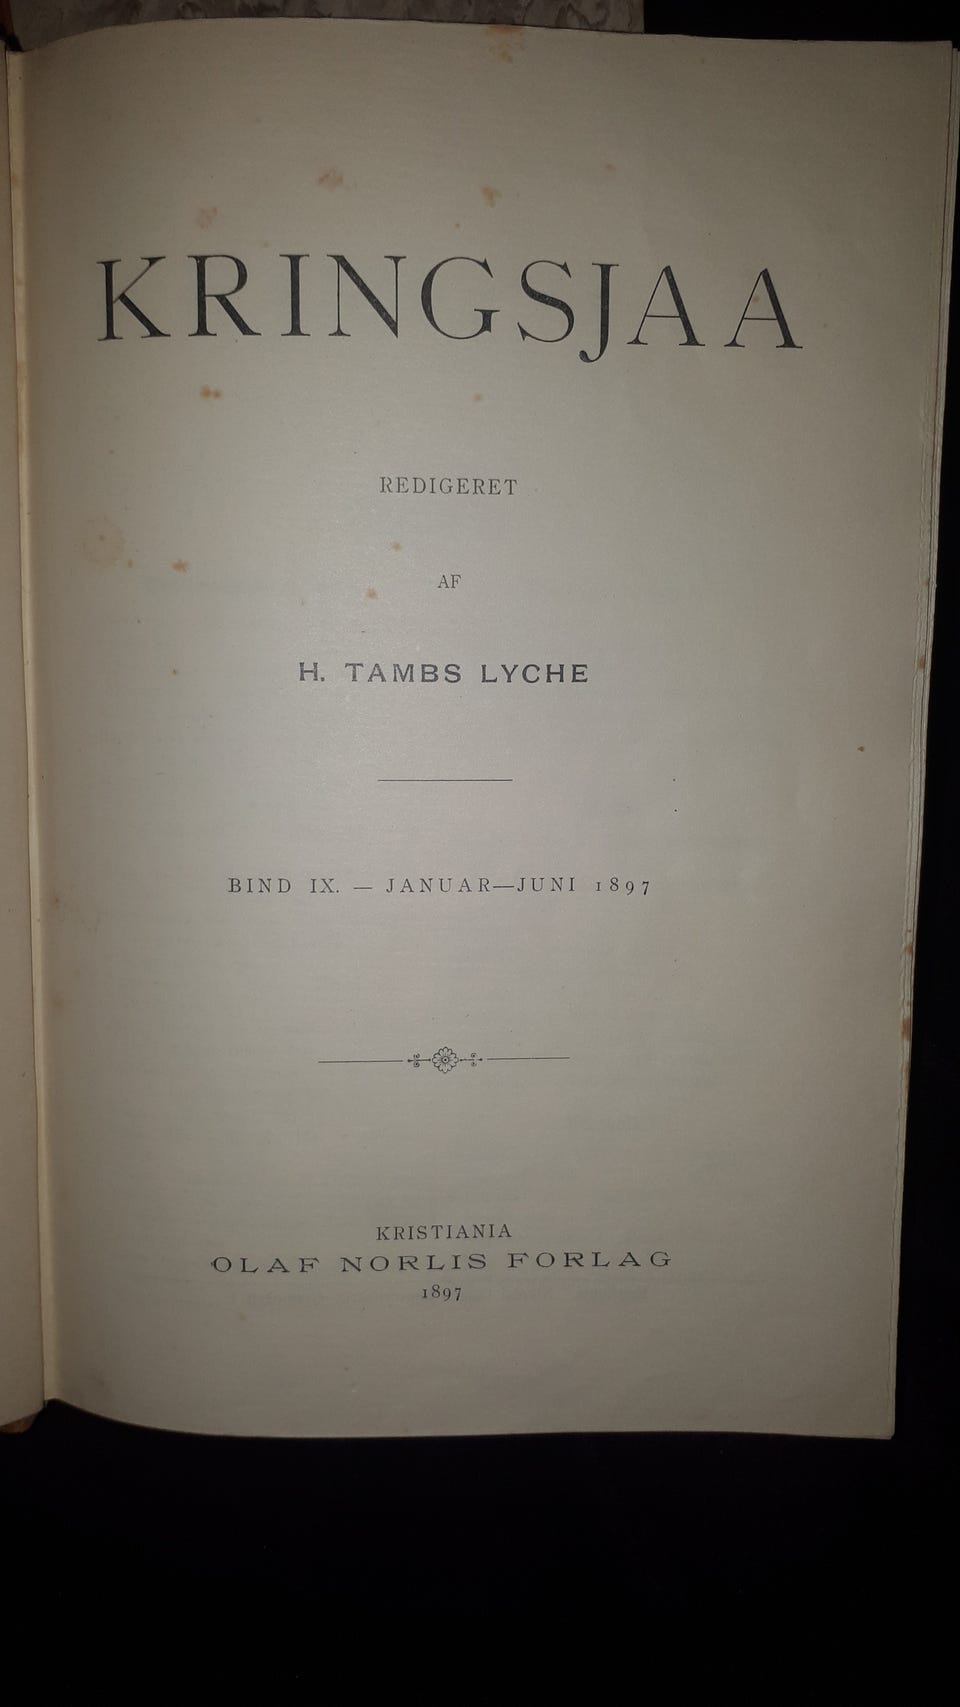 KRINGSJAA
REDIGERET
AF
H. TAMBS LYCHE
BIND IX. — JANUAR—JUNI 1897
KRISTIANIA
OLAF NORLIS FORLAG
1897